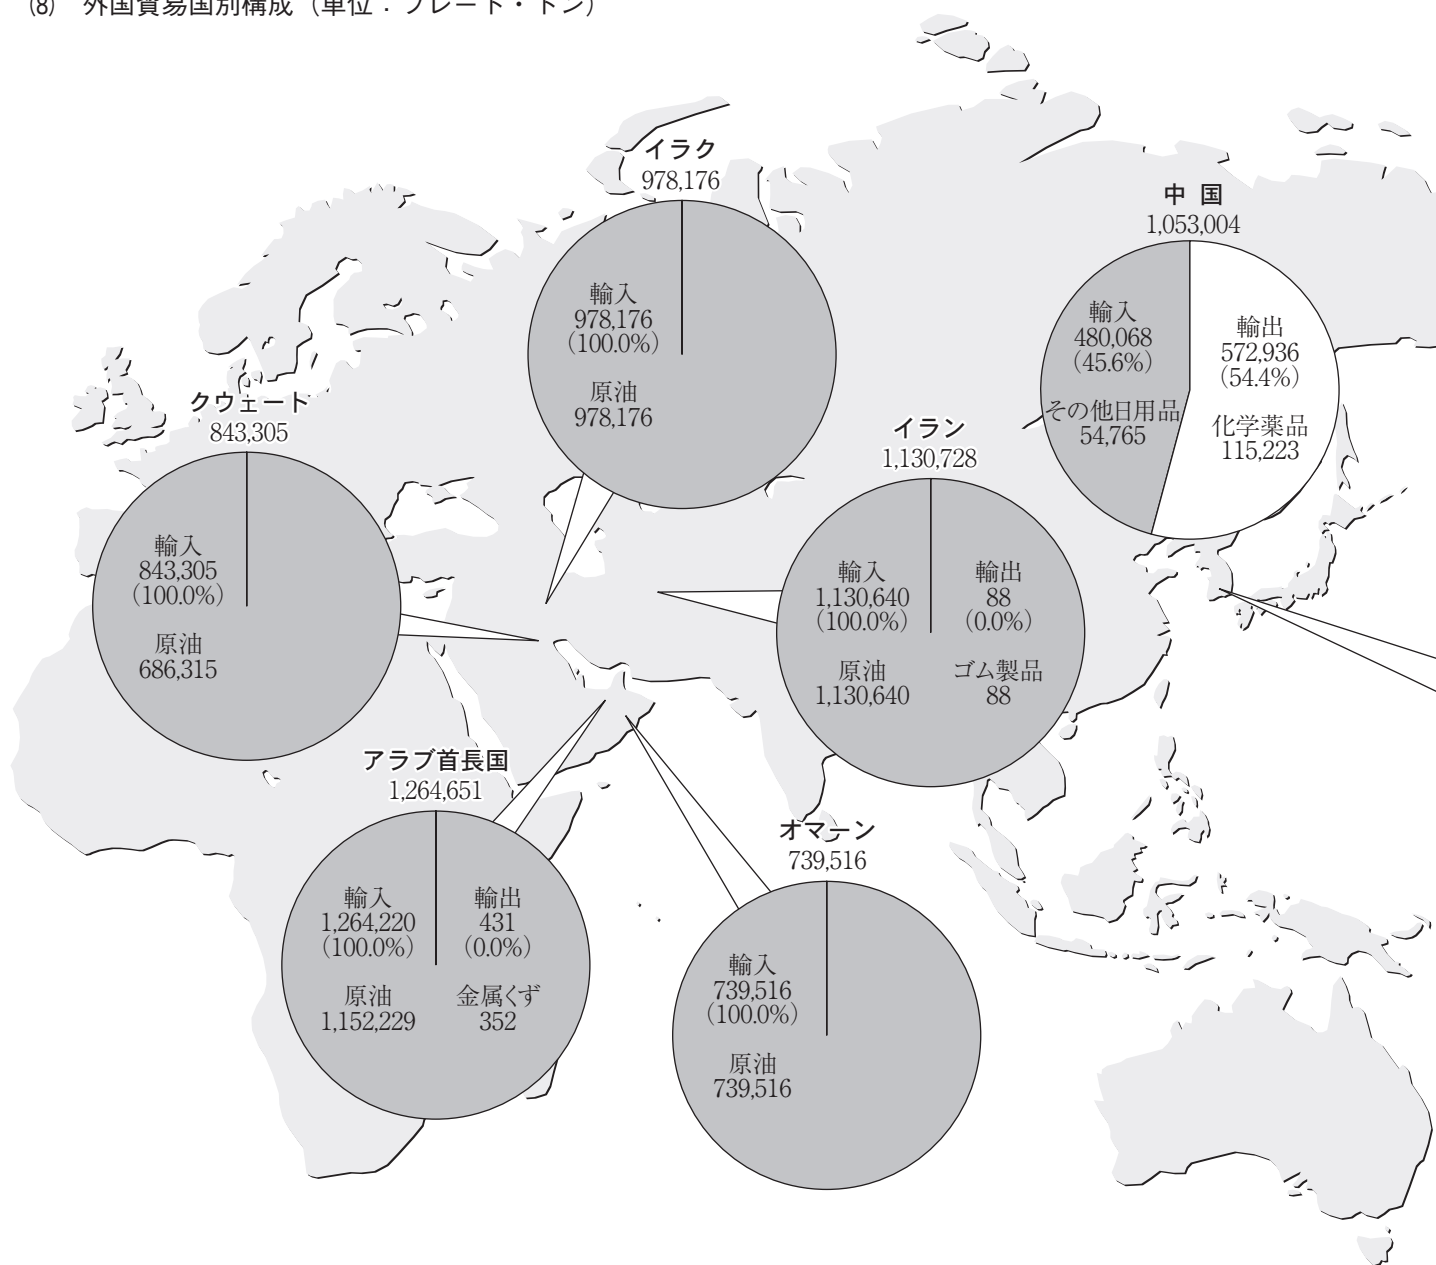 ⑻ 外国貿易国別構成（単位：フレート・トン）
イラク
978,176
輸入
978,176
(100.0%)
原油
978,176
中 国
1,053,004
輸入
480,068
(45.6%)
その他日用品
54,765
輸出
572,936
(54.4%)
化学薬品
115,223
クウェート
843,305
輸入
843,305
(100.0%)
原油
686,315
イラン
1,130,728
輸入
1,130,640
(100.0%)
原油
1,130,640
輸出
88
(0.0%)
ゴム製品
88
アラブ首長国
1,264,651
輸入
1,264,220
(100.0%)
原油
1,152,229
輸出
431
(0.0%)
金属くず
352
オマーン
739,516
輸入
739,516
(100.0%)
原油
739,516